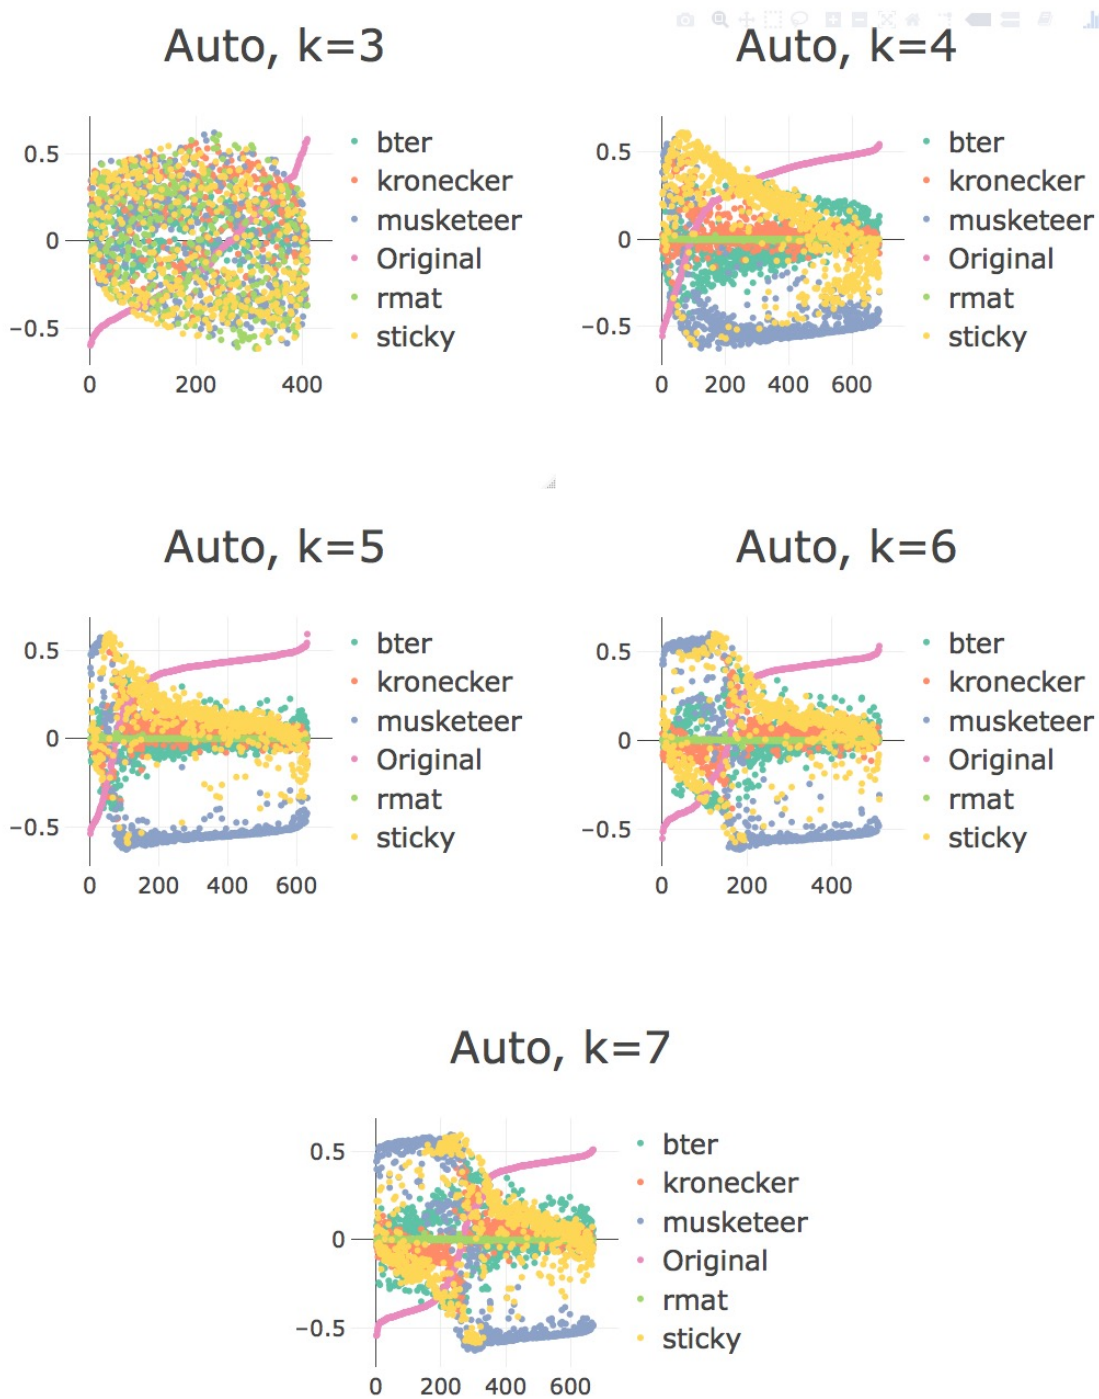 Auto, k=3
0.5
0
−0.5
0 200 400
bter
kronecker
musketeer
Original
rmat
sticky
Auto, k=4
0.5
0
−0.5
0 200 400 600
bter
kronecker
musketeer
Original
rmat
sticky
Auto, k=5
0.5
0
−0.5
0 200 400 600
bter
kronecker
musketeer
Original
rmat
sticky
Auto, k=6
0.5
0
−0.5
0 200 400
bter
kronecker
musketeer
Original
rmat
sticky
Auto, k=7
0.5
0
−0.5
0 200 400 600
bter
kronecker
musketeer
Original
rmat
sticky